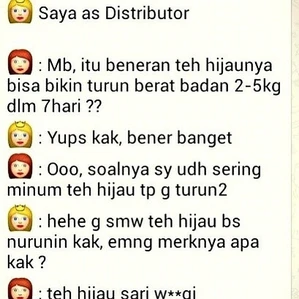 👸 Saya as Distributor
👩 : Mb, itu beneran teh hijaunya
bisa bikin turun berat badan 2-5kg
dlm 7hari ??
👸 : Yups kak, bener banget
👩 : Ooo, soalnya sy udh sering
minum teh hijau tp g turun2
👸 : hehe g smw teh hijau bs
nurunin kak, emng merknya apa
kak ?
👩 : teh hijau sari w**gi